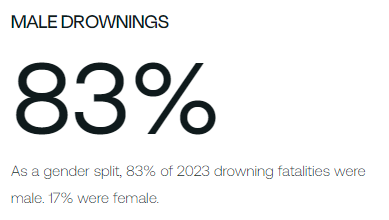 MALE DROWNINGS
83%
As a gender split, 83% of 2023 drowning fatalities were
male. 17% were female.